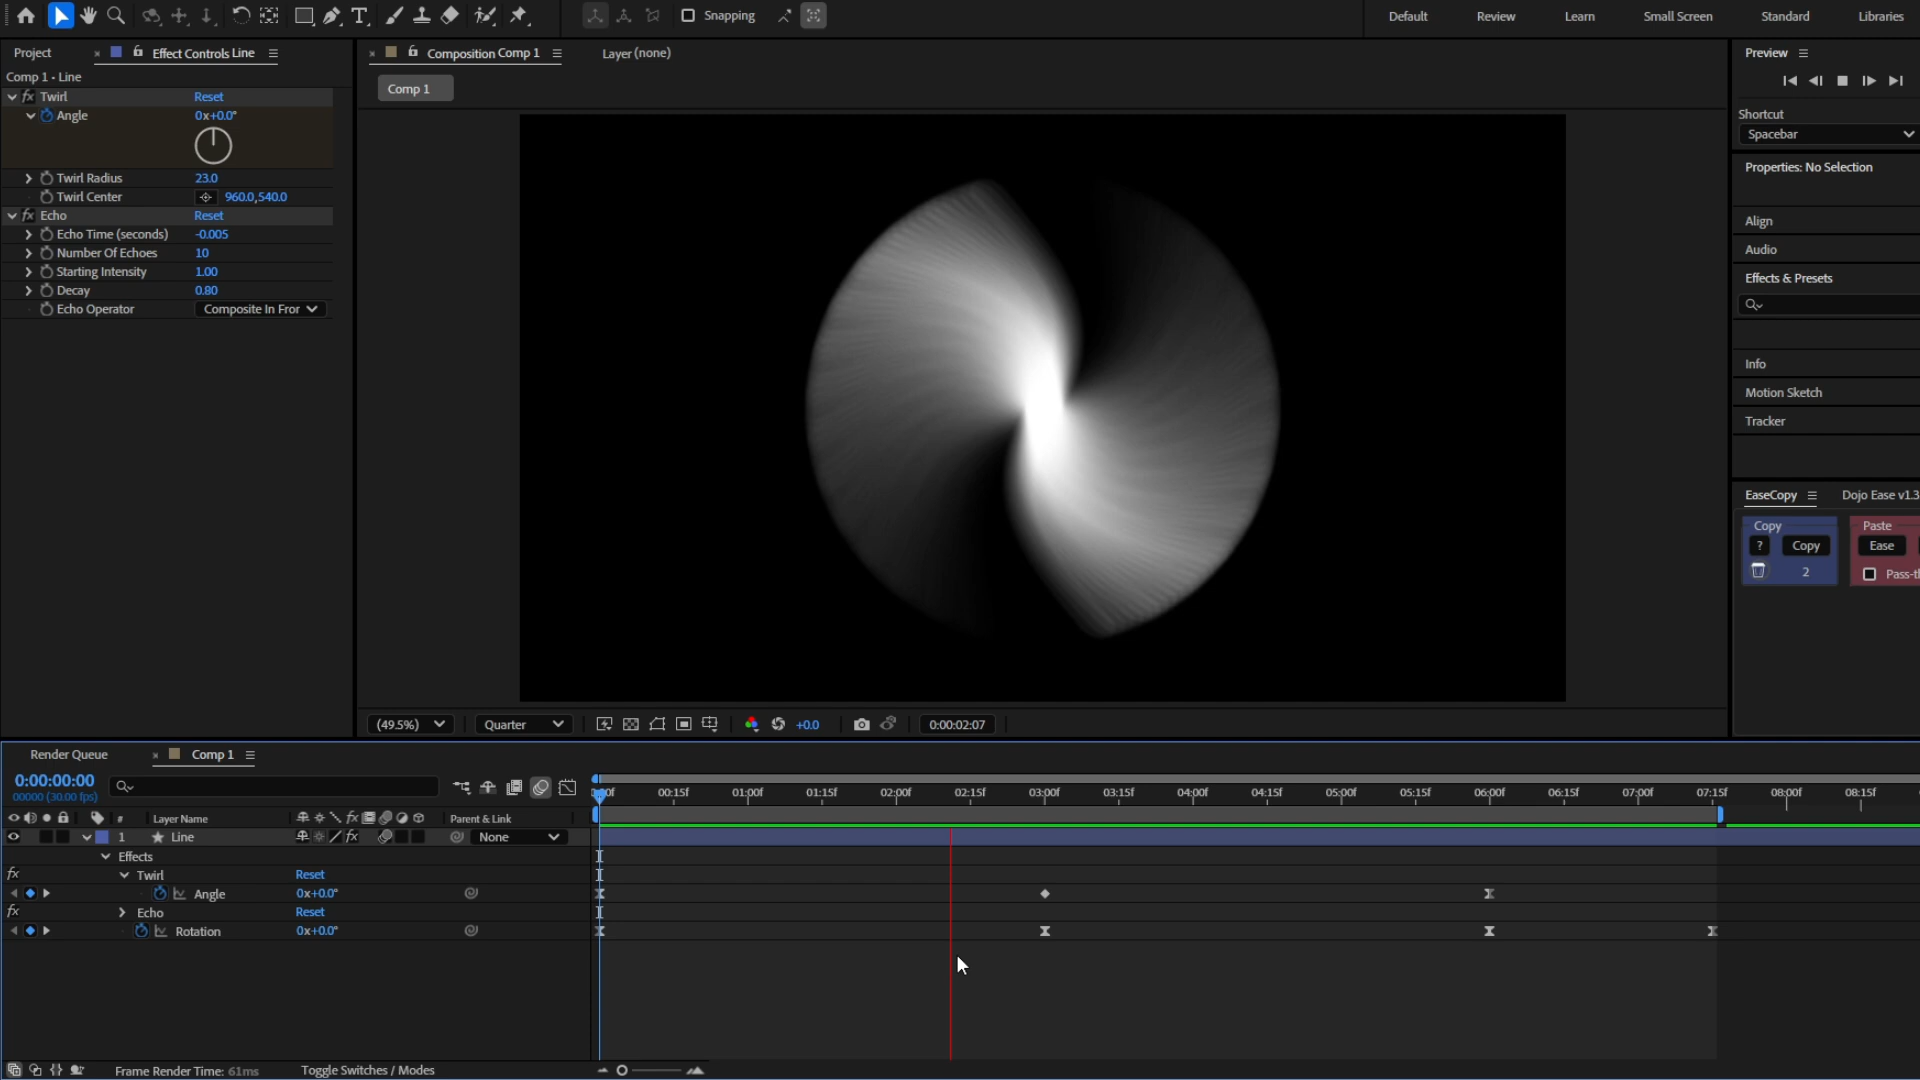 Snapping
Default
Review
Learn
Small Screen
Standard
Libraries
Project
Effect Controls Line
Composition Comp 1
Layer (none)
Preview
Comp 1 • Line
Comp 1
Twirl Reset
Angle 0x+0.0°
Shortcut
Spacebar
Properties: No Selection
Twirl Radius 23.0
Twirl Center 960.0,540.0
Echo Reset
Echo Time (seconds) -0.005
Number Of Echoes 10
Starting Intensity 1.00
Decay 0.80
Echo Operator Composite In Fror
Align
Audio
Effects & Presets
Info
Motion Sketch
Tracker
EaseCopy
Dojo Ease v1.3
Copy
Paste
? Copy Ease
2
(49.5%)
Quarter
+0.0
0:00:02:07
Render Queue
Comp 1
0:00:00:00
00000 (30.00 fps)
00:15f 01:00f 01:15f 02:00f 02:15f 03:00f 03:15f 04:00f 04:15f 05:00f 05:15f 06:00f 06:15f 07:00f 07:15f 08:00f 08:15f
# Layer Name fx Parent & Link
1 Line fx None
Effects
fx Twirl Reset
Angle 0x+0.0°
fx Echo Reset
Rotation 0x+0.0°
Frame Render Time: 61ms
Toggle Switches / Modes